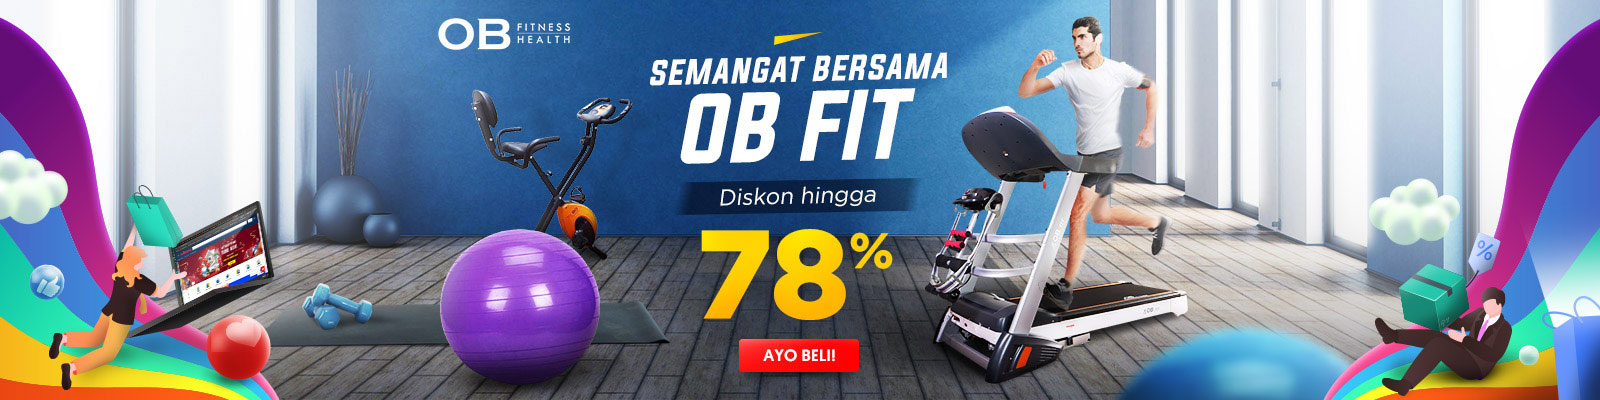 OB FITNESS
HEALTH
SEMANGAT BERSAMA
OB FIT
Diskon hingga
78%
AYO BELI!
%